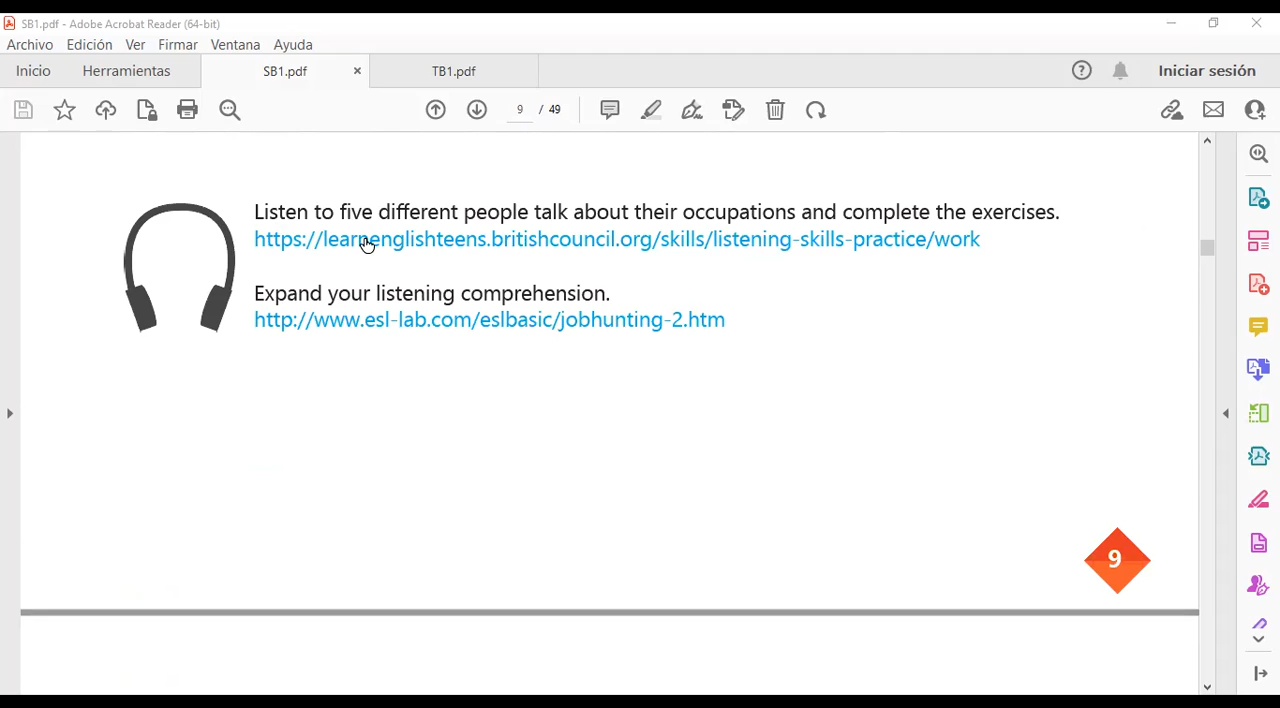 SB1.pdf - Adobe Acrobat Reader (64-bit)
Archivo Edición Ver Firmar Ventana Ayuda
Inicio Herramientas SB1.pdf × TB1.pdf Iniciar sesión
9 / 49
Listen to five different people talk about their occupations and complete the exercises.
https://learnenglishteens.britishcouncil.org/skills/listening-skills-practice/work
Expand your listening comprehension.
http://www.esl-lab.com/eslbasic/jobhunting-2.htm
9